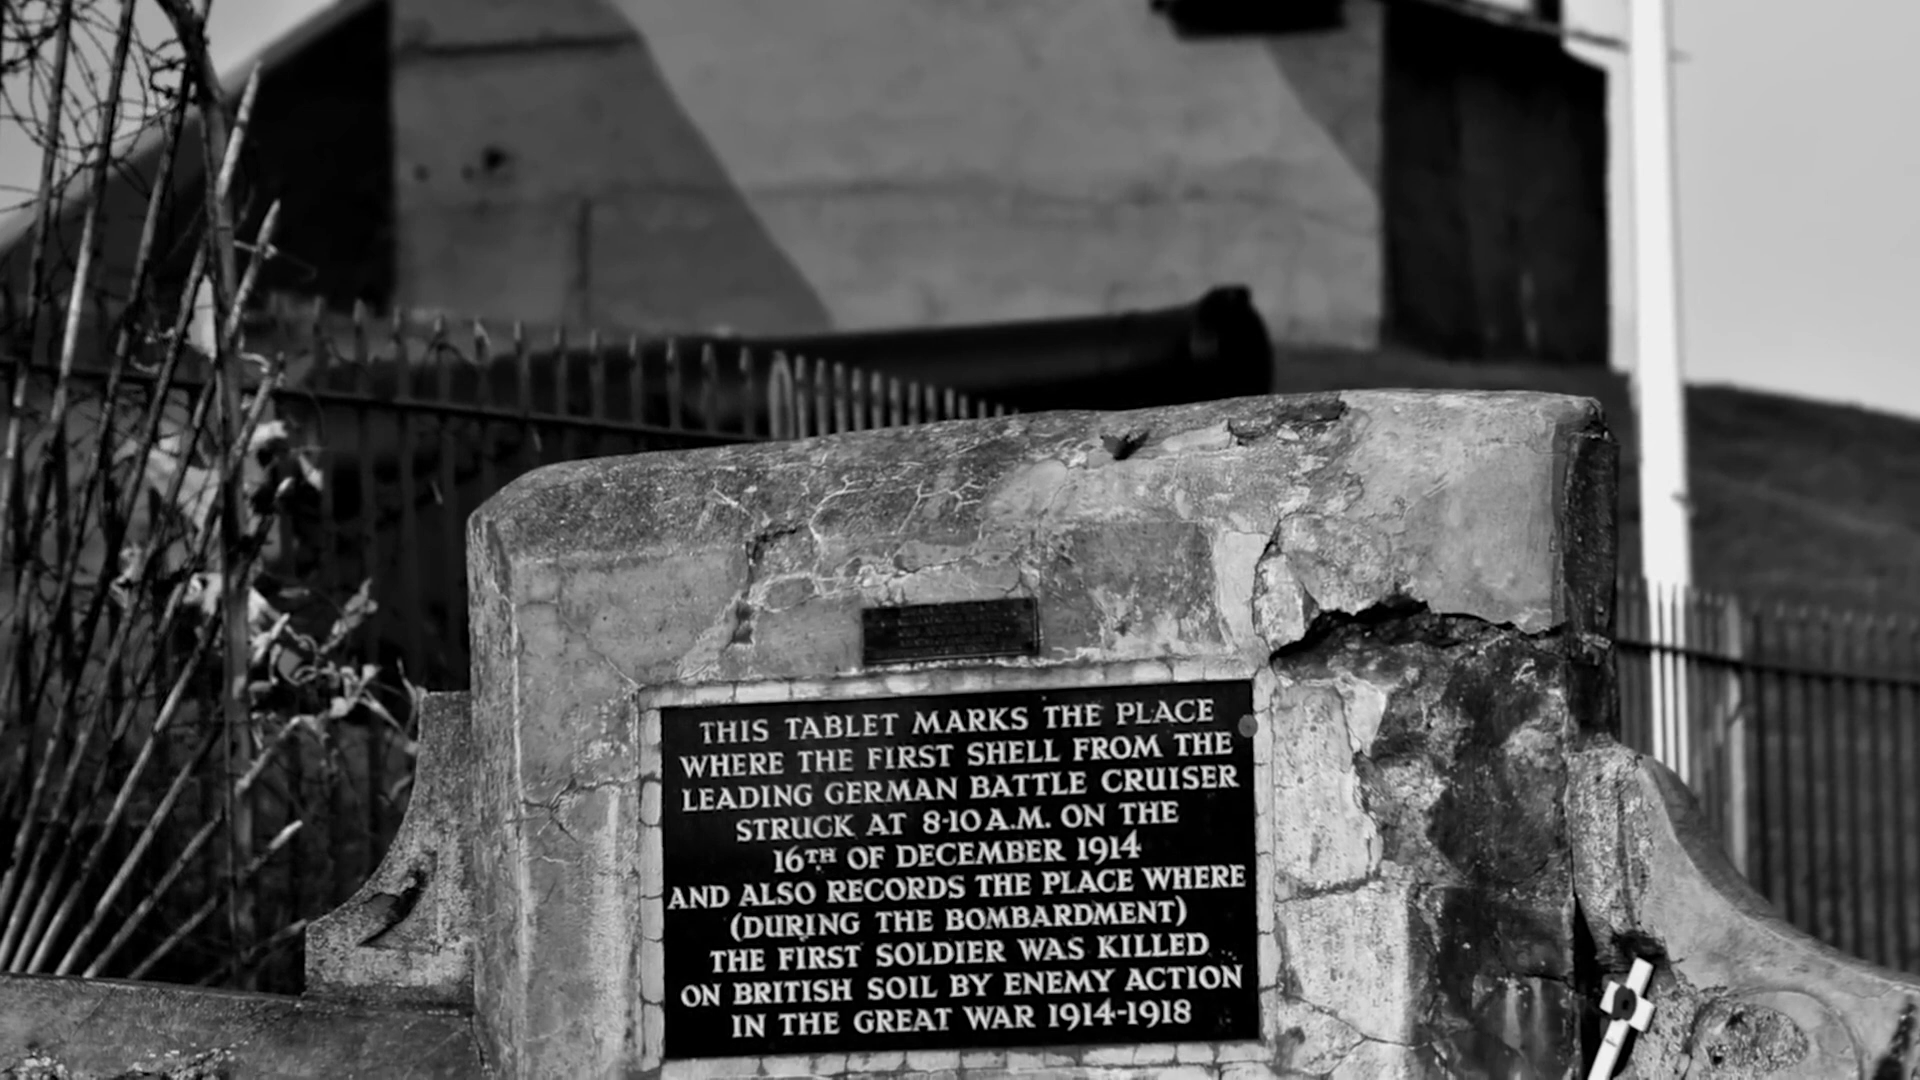 THIS TABLET MARKS THE PLACE
WHERE THE FIRST SHELL FROM THE
LEADING GERMAN BATTLE CRUISER
STRUCK AT 8·10 A.M. ON THE
16TH OF DECEMBER 1914
AND ALSO RECORDS THE PLACE WHERE
(DURING THE BOMBARDMENT)
THE FIRST SOLDIER WAS KILLED
ON BRITISH SOIL BY ENEMY ACTION
IN THE GREAT WAR 1914-1918